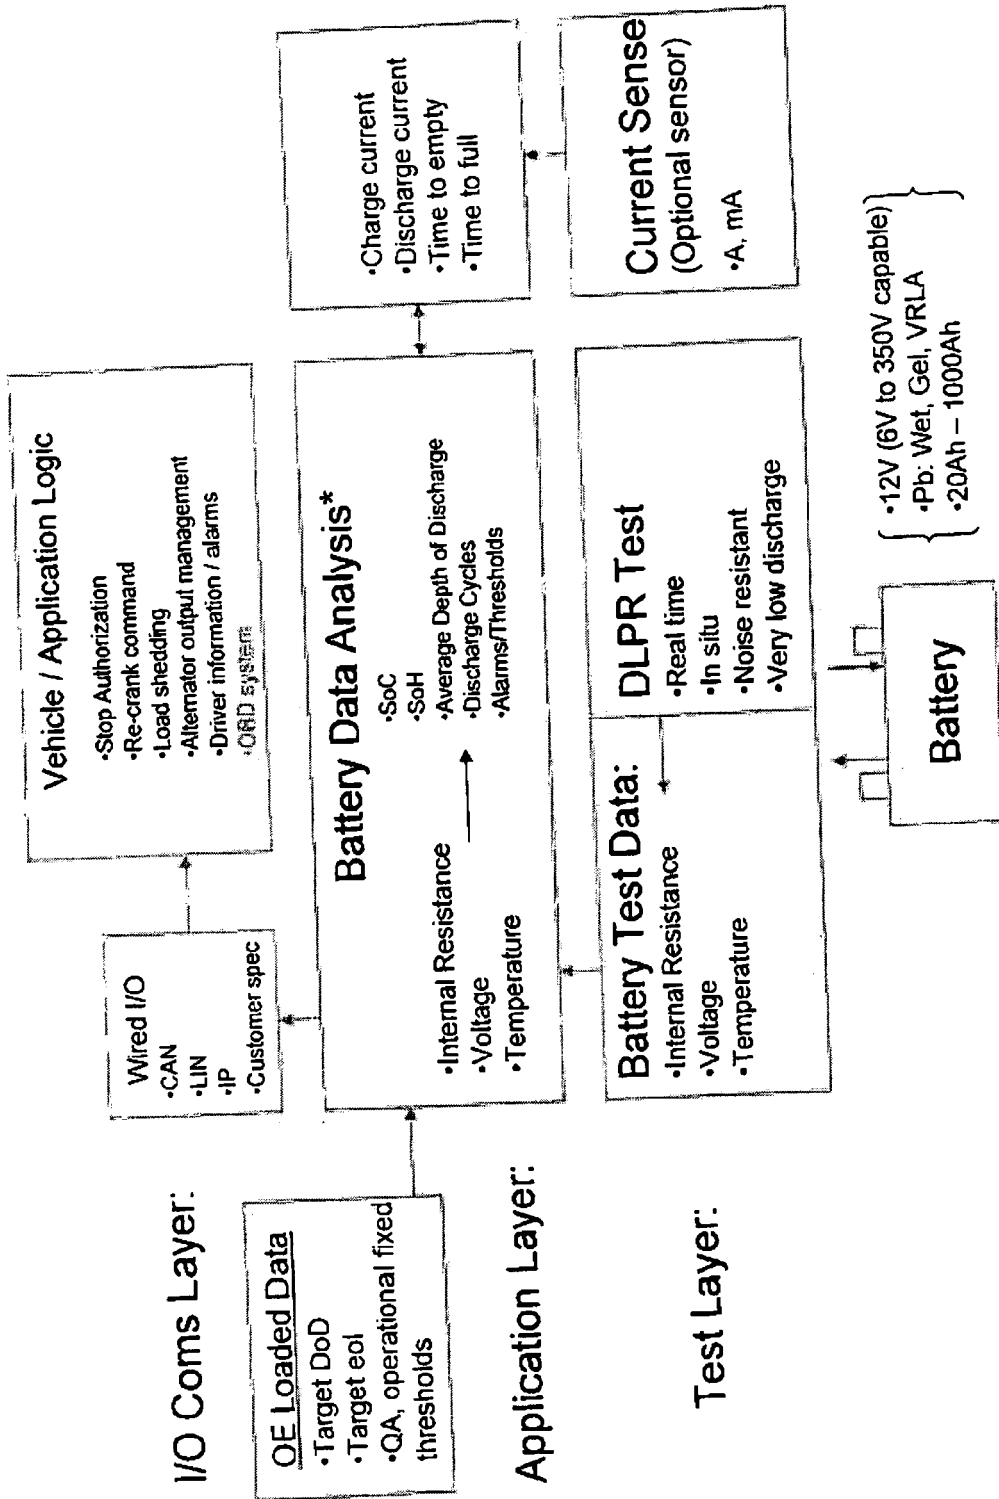 I/O Coms Layer:
Wired I/O
•CAN
•LIN
•IP
•Customer spec
Vehicle / Application Logic
•Stop Authorization
•Re-crank command
•Load shedding
•Alternator output management
•Driver information / alarms
system
OE Loaded Data
•Target DoD
•Target eol
•QA, operational fixed
thresholds
Application Layer:
Battery Data Analysis*
•Internal Resistance
•Voltage
•Temperature
•SoC
•SoH
•Average Depth of Discharge
•Discharge Cycles
•Alarms/Thresholds
•Charge current
•Discharge current
•Time to empty
•Time to full
Test Layer:
Battery Test Data:
•Internal Resistance
•Voltage
•Temperature
DLPR Test
•Real time
•In situ
•Noise resistant
•Very low discharge
Current Sense
(Optional sensor)
•A, mA
Battery
•12V (6V to 350V capable)
•Pb: Wet, Gel, VRLA
•20Ah – 1000Ah